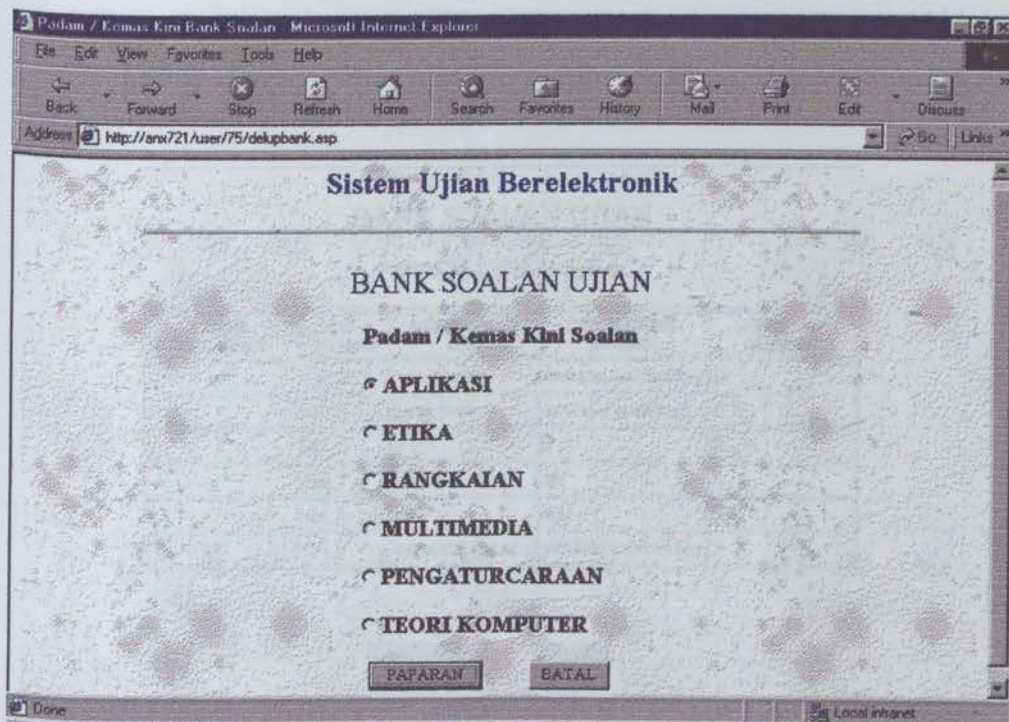 Padam / Kemas Kini Bank Soalan - Microsoft Internet Explorer
File Edit View Favorites Tools Help
Back Forward Stop Refresh Home Search Favorites History Mail Print Edit Discuss
Address http://anx721/user/75/delupbank.asp Go Links
Sistem Ujian Berelektronik
BANK SOALAN UJIAN
Padam / Kemas Kini Soalan
APLIKASI
ETIKA
RANGKAIAN
MULTIMEDIA
PENGATURCARAAN
TEORI KOMPUTER
PAPARAN BATAL
Done Local intranet